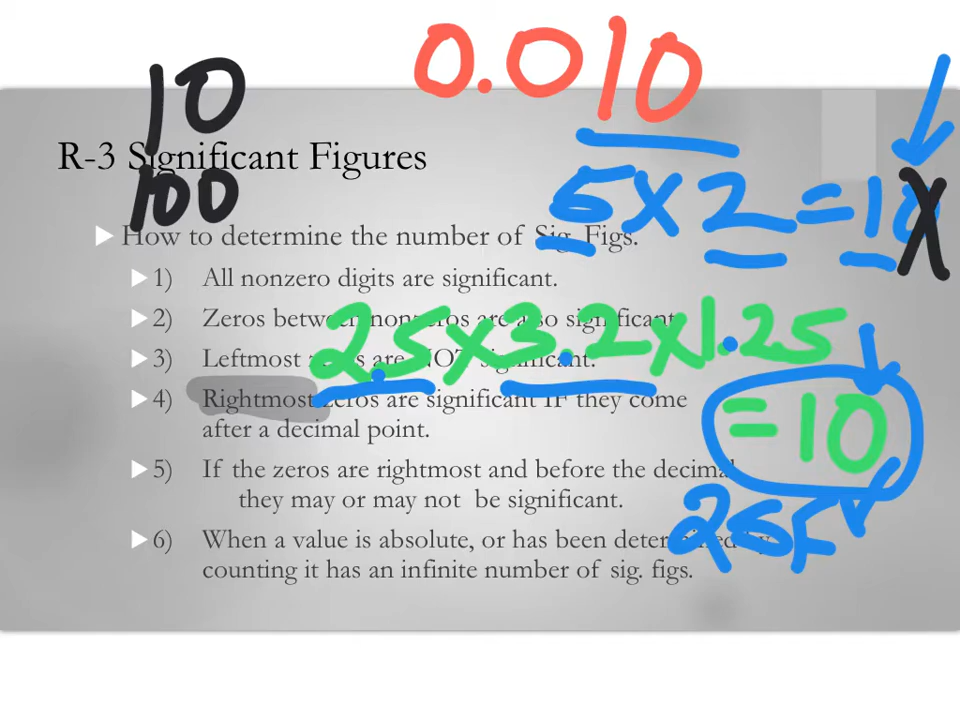 0.010
10
R-3 Significant Figures
100
5x2=10
How to determine the number of Sig. Figs.
1) All nonzero digits are significant.
2) Zeros between nonzeros are also significant.
2.5x3.2x1.25
3) Leftmost zeros are NOT significant.
4) Rightmost zeros are significant IF they come
after a decimal point.
= 10
5) If the zeros are rightmost and before the decimal
they may or may not be significant.
2SF
6) When a value is absolute, or has been determined by
counting it has an infinite number of sig. figs.